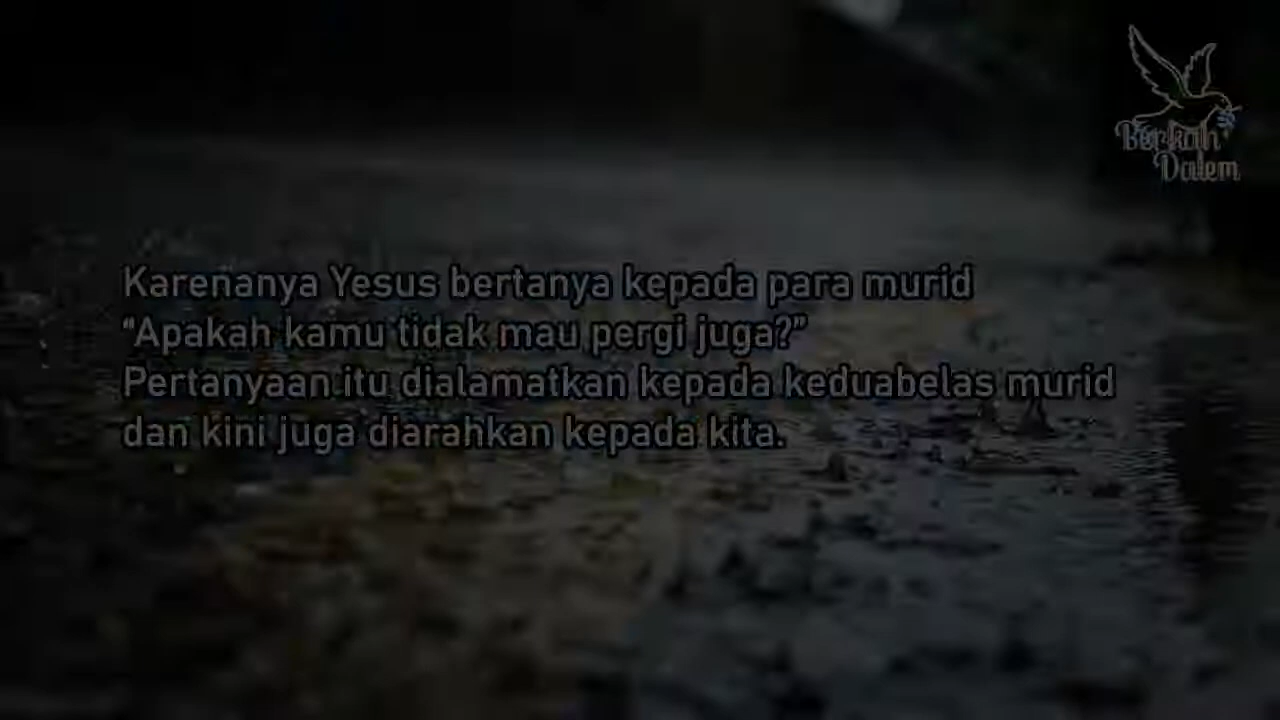 Berkah
Dalem
Karenanya Yesus bertanya kepada para murid
“Apakah kamu tidak mau pergi juga?”
Pertanyaan itu dialamatkan kepada keduabelas murid
dan kini juga diarahkan kepada kita.